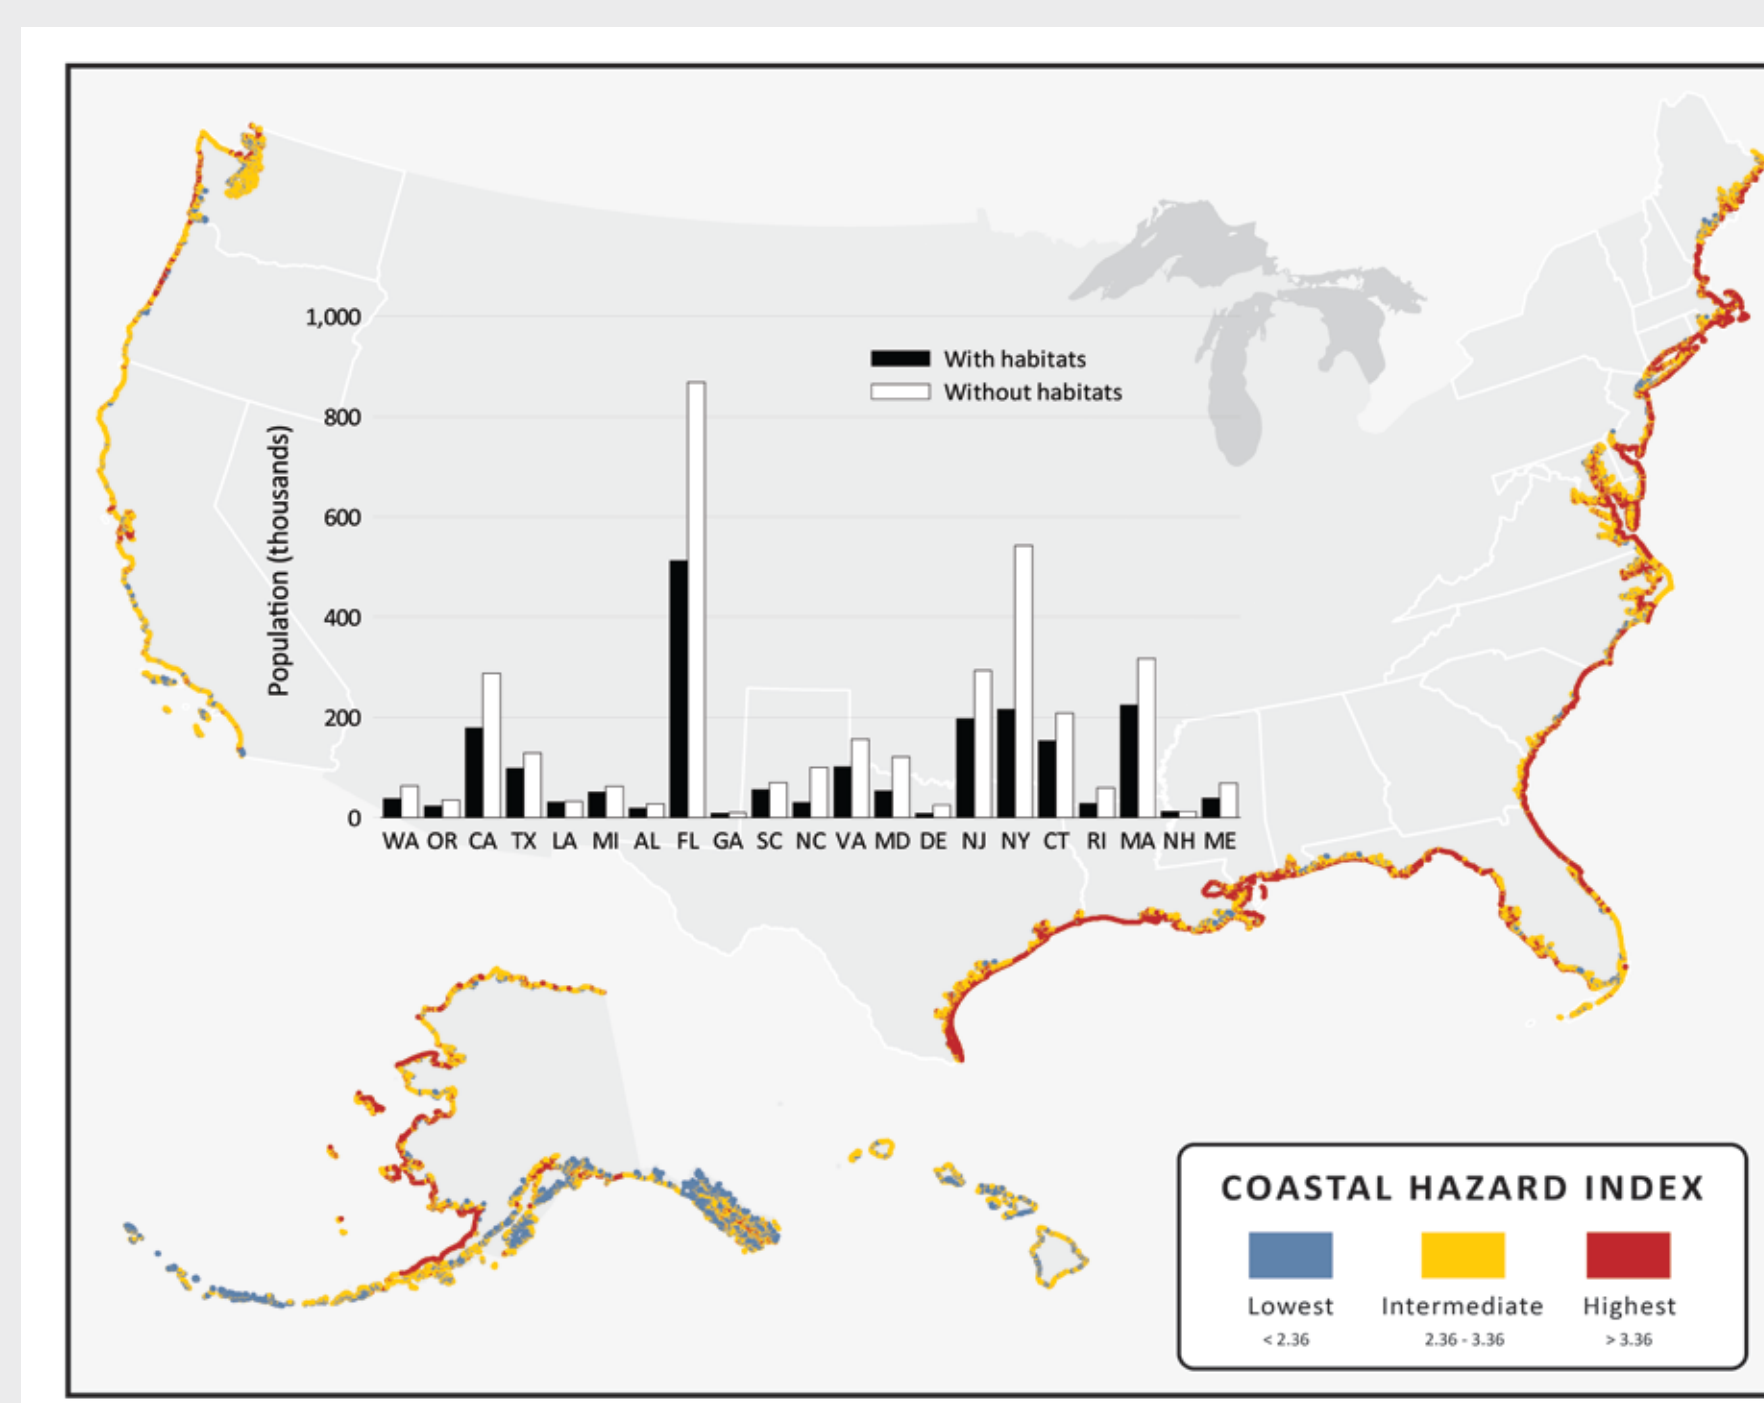 1,000
800
600
400
200
0
Population (thousands)
With habitats
Without habitats
WA OR CA TX LA MI AL FL GA SC NC VA MD DE NJ NY CT RI MA NH ME
COASTAL HAZARD INDEX
Lowest Intermediate Highest
< 2.36 2.36 - 3.36 > 3.36